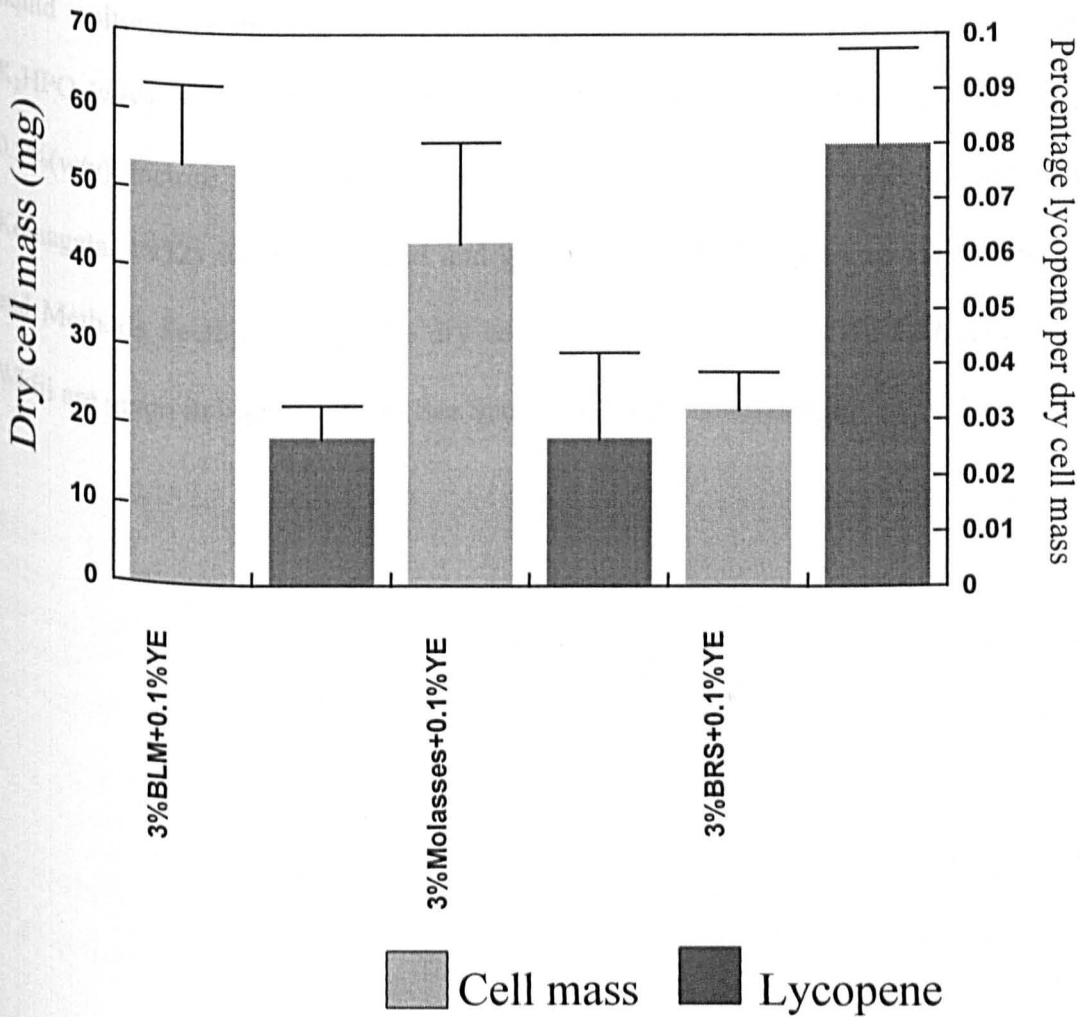 70
60
50
40
30
20
10
0
Dry cell mass (mg)
0.1
0.09
0.08
0.07
0.06
0.05
0.04
0.03
0.02
0.01
0
Percentage lycopene per dry cell mass
3%BLM+0.1%YE
3%Molasses+0.1%YE
3%BRS+0.1%YE
Cell mass
Lycopene